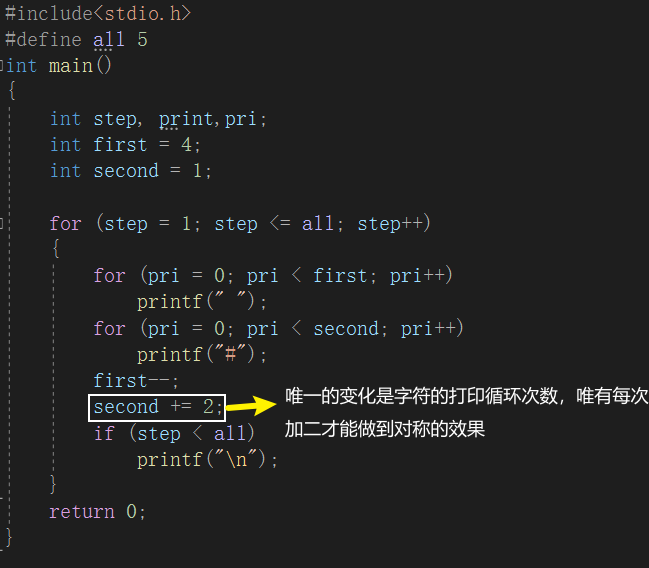 #include<stdio.h>
#define all 5
int main()
{
int step, print,pri;
int first = 4;
int second = 1;
for (step = 1; step <= all; step++)
{
for (pri = 0; pri < first; pri++)
printf(" ");
for (pri = 0; pri < second; pri++)
printf("#");
first--;
second += 2;
唯一的变化是字符的打印循环次数，唯有每次
加二才能做到对称的效果
if (step < all)
printf("\n");
}
return 0;
}